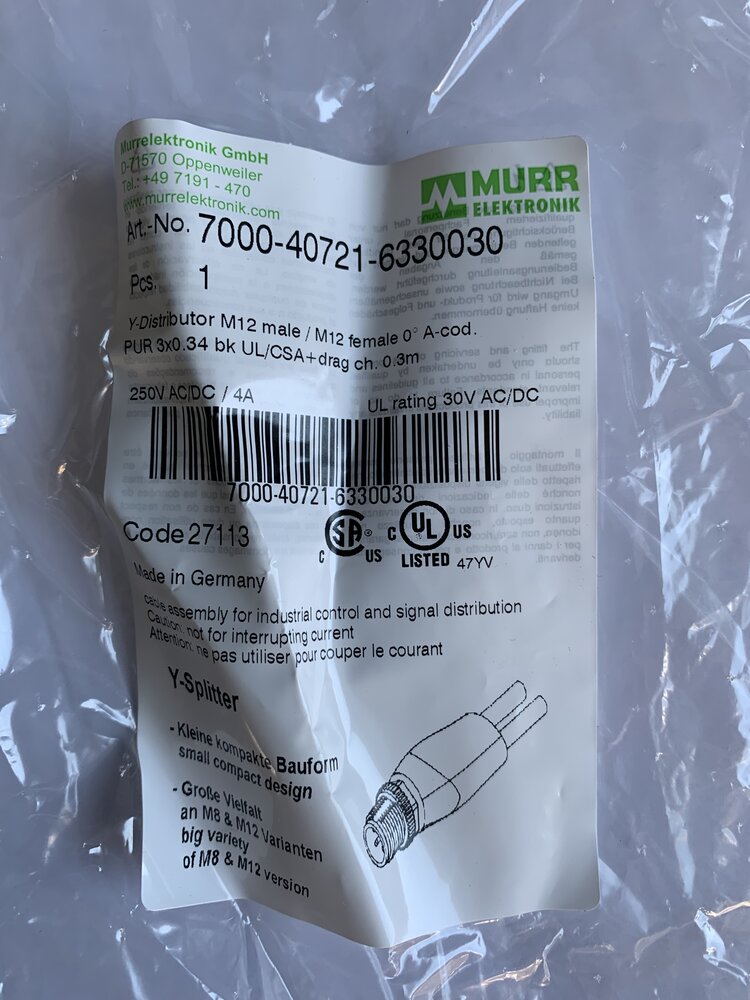 Murrelektronik GmbH
D-71570 Oppenweiler
Tel.: +49 7191 - 470
www.murrelektronik.com
MURR
ELEKTRONIK
Art.-No. 7000-40721-6330030
Pcs. 1
Y-Distributor M12 male / M12 female 0° A-cod.
PUR 3x0.34 bk UL/CSA+drag ch. 0.3m
250V AC/DC / 4A UL rating 30V AC/DC
7000-40721-6330030
Code 27113
C SA® US
C UL US
LISTED 47YV
Made in Germany
cable assembly for industrial control and signal distribution
Caution: not for interrupting current
Attention: ne pas utiliser pour couper le courant
Y-Splitter
- Kleine kompakte Bauform
small compact design
- Große Vielfalt
an M8 & M12 Varianten
big variety
of M8 & M12 version